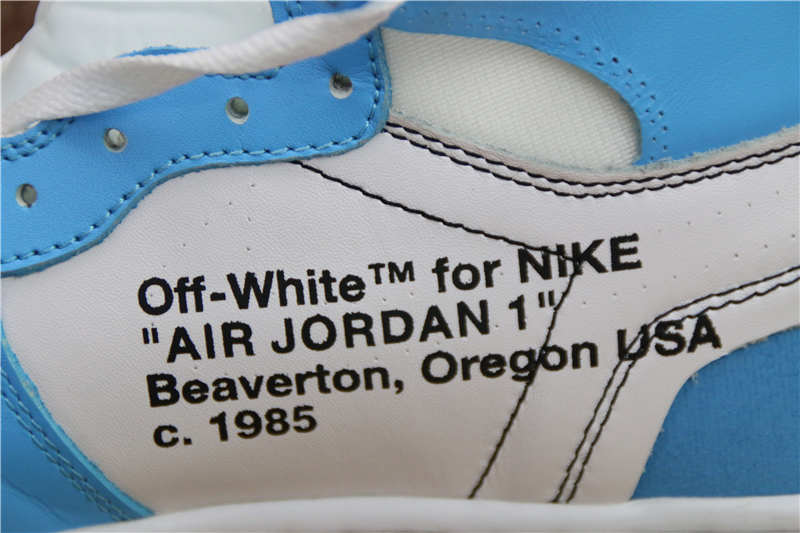 Off-White™ for NIKE
"AIR JORDAN 1"
Beaverton, Oregon USA
c. 1985